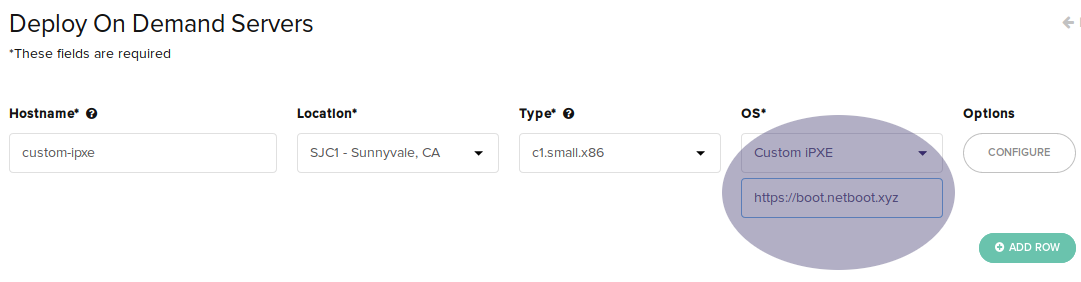 Deploy On Demand Servers
*These fields are required
Hostname* Location* Type* OS* Options
custom-ipxe SJC1 - Sunnyvale, CA c1.small.x86 Custom iPXE CONFIGURE
https://boot.netboot.xyz
ADD ROW